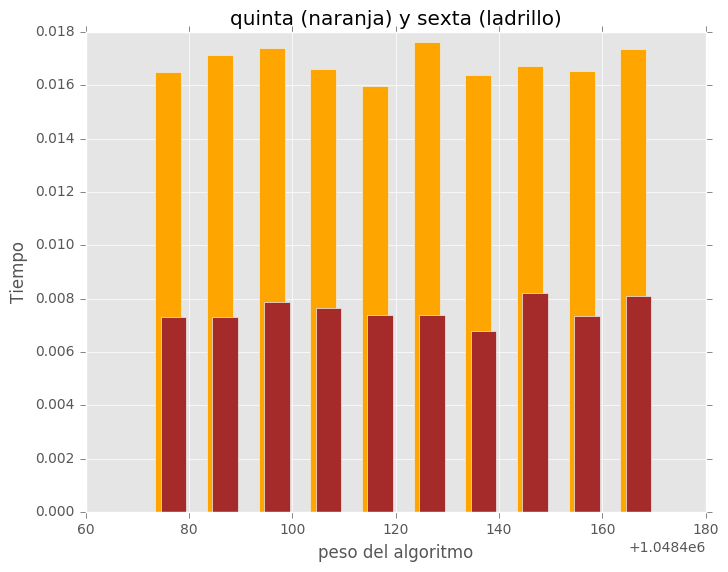 quinta (naranja) y sexta (ladrillo)
0.018
0.016
0.014
0.012
0.010
0.008
0.006
0.004
0.002
0.000
Tiempo
60 80 100 120 140 160 180
+1.0484e6
peso del algoritmo